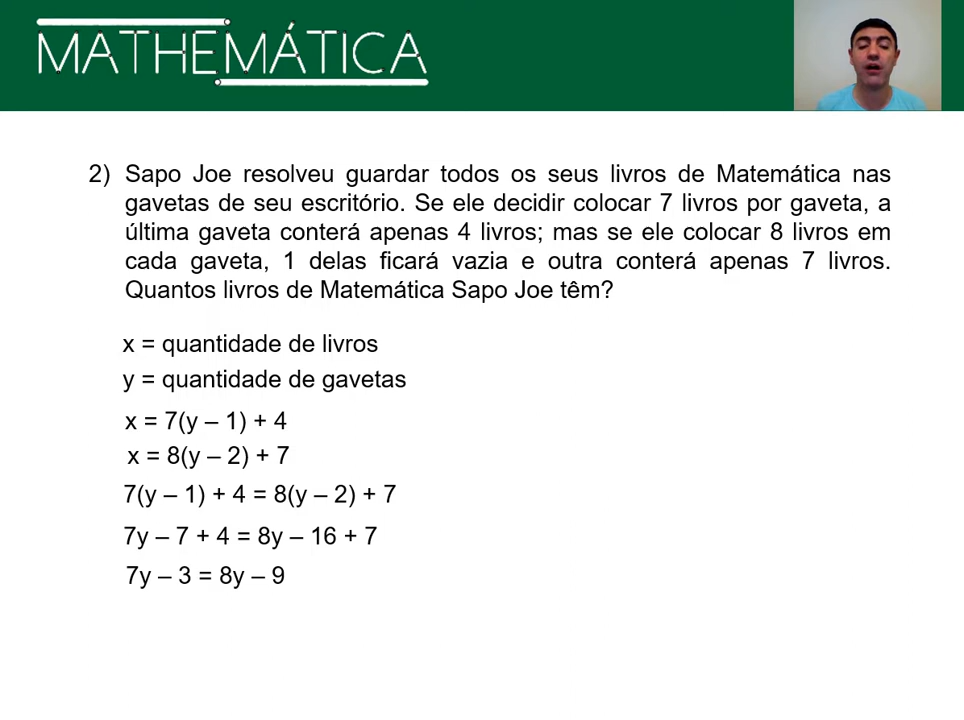 MATHEMÁTICA
2) Sapo Joe resolveu guardar todos os seus livros de Matemática nas
gavetas de seu escritório. Se ele decidir colocar 7 livros por gaveta, a
última gaveta conterá apenas 4 livros; mas se ele colocar 8 livros em
cada gaveta, 1 delas ficará vazia e outra conterá apenas 7 livros.
Quantos livros de Matemática Sapo Joe têm?
x = quantidade de livros
y = quantidade de gavetas
x = 7(y – 1) + 4
x = 8(y – 2) + 7
7(y – 1) + 4 = 8(y – 2) + 7
7y – 7 + 4 = 8y – 16 + 7
7y – 3 = 8y – 9